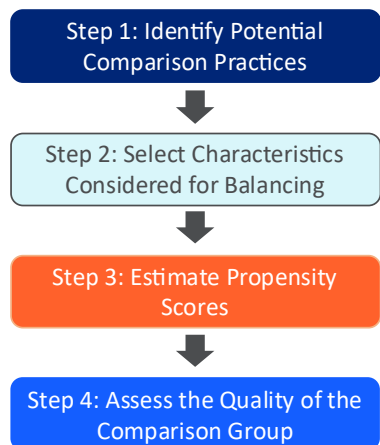 Step 1: Identify Potential
Comparison Practices
Step 2: Select Characteristics
Considered for Balancing
Step 3: Estimate Propensity
Scores
Step 4: Assess the Quality of the
Comparison Group